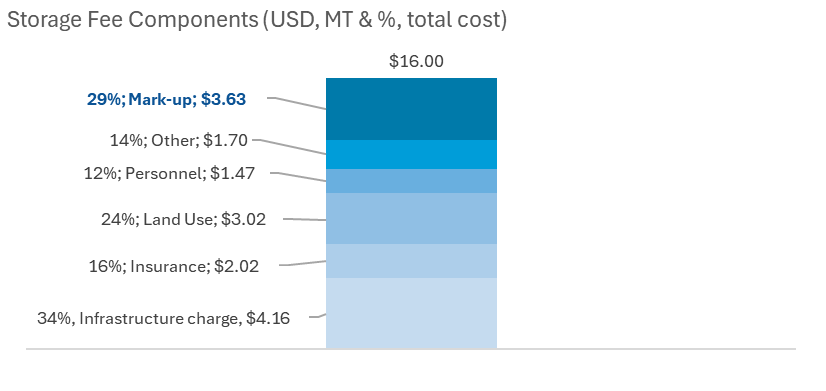 Storage Fee Components (USD, MT & %, total cost)
$16.00
29%; Mark-up; $3.63
14%; Other; $1.70
12%; Personnel; $1.47
24%; Land Use; $3.02
16%; Insurance; $2.02
34%, Infrastructure charge, $4.16